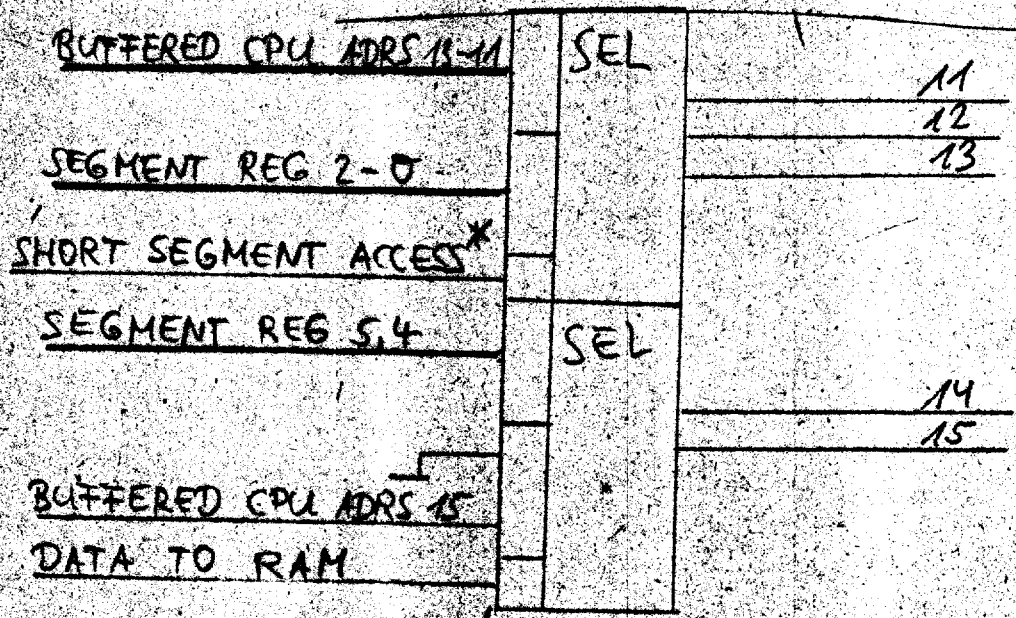 BUFFERED CPU ADRS 13-11
SEL
11
12
13
SEGMENT REG 2-0
SHORT SEGMENT ACCESS*
SEGMENT REG 5,4
SEL
14
15
BUFFERED CPU ADRS 15
DATA TO RAM